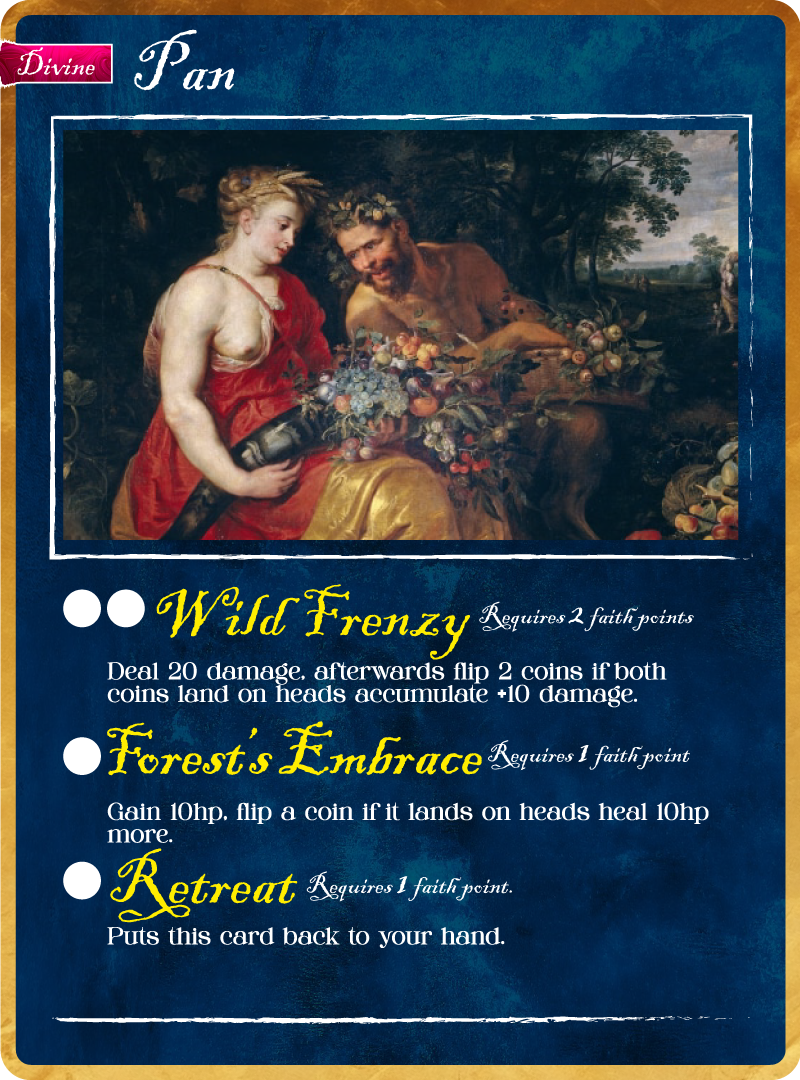 Divine
Pan
Wild Frenzy Requires 2 faith points
Deal 20 damage, afterwards flip 2 coins if both
coins land on heads accumulate +10 damage.
Forest's Embrace Requires 1 faith point
Gain 10hp, flip a coin if it lands on heads heal 10hp
more.
Retreat Requires 1 faith point.
Puts this card back to your hand.